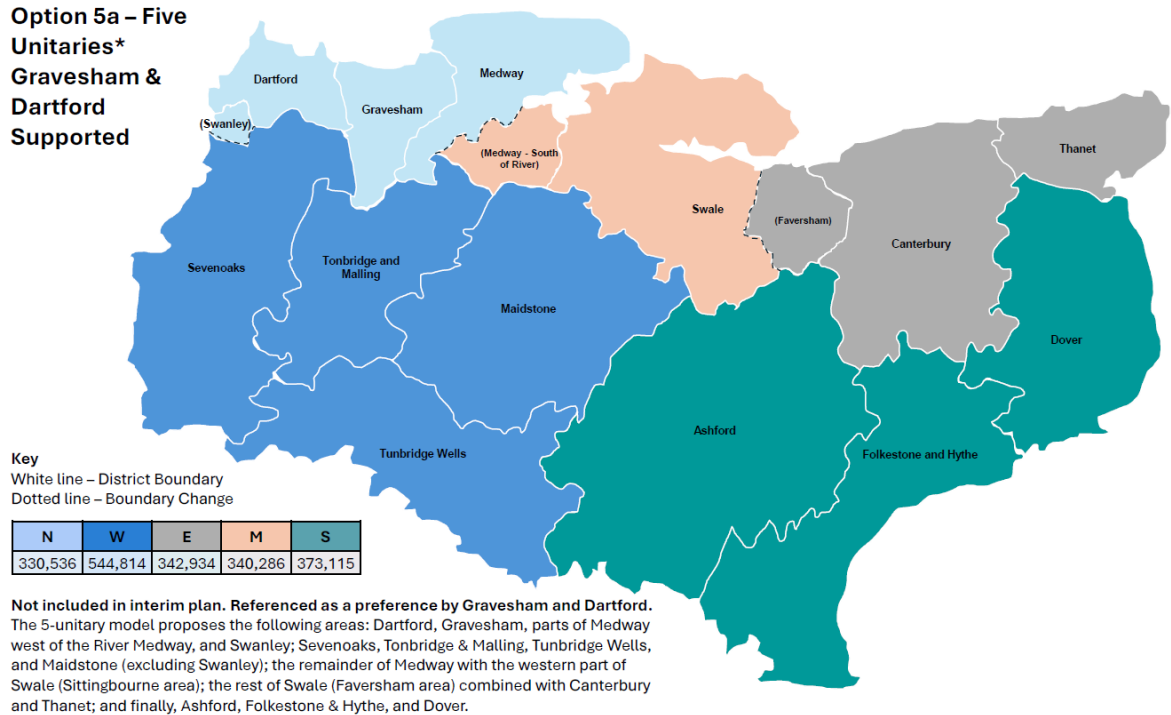 Option 5a – Five
Unitaries*
Gravesham &
Dartford
Supported
Dartford
Medway
Gravesham
(Swanley)
(Medway - South
of River)
Thanet
Swale
(Faversham)
Canterbury
Sevenoaks
Tonbridge and
Malling
Maidstone
Dover
Ashford
Tunbridge Wells
Folkestone and Hythe
Key
White line – District Boundary
Dotted line – Boundary Change
N W E M S
330,536 544,814 342,934 340,286 373,115
Not included in interim plan. Referenced as a preference by Gravesham and Dartford.
The 5-unitary model proposes the following areas: Dartford, Gravesham, parts of Medway
west of the River Medway, and Swanley; Sevenoaks, Tonbridge & Malling, Tunbridge Wells,
and Maidstone (excluding Swanley); the remainder of Medway with the western part of
Swale (Sittingbourne area); the rest of Swale (Faversham area) combined with Canterbury
and Thanet; and finally, Ashford, Folkestone & Hythe, and Dover.